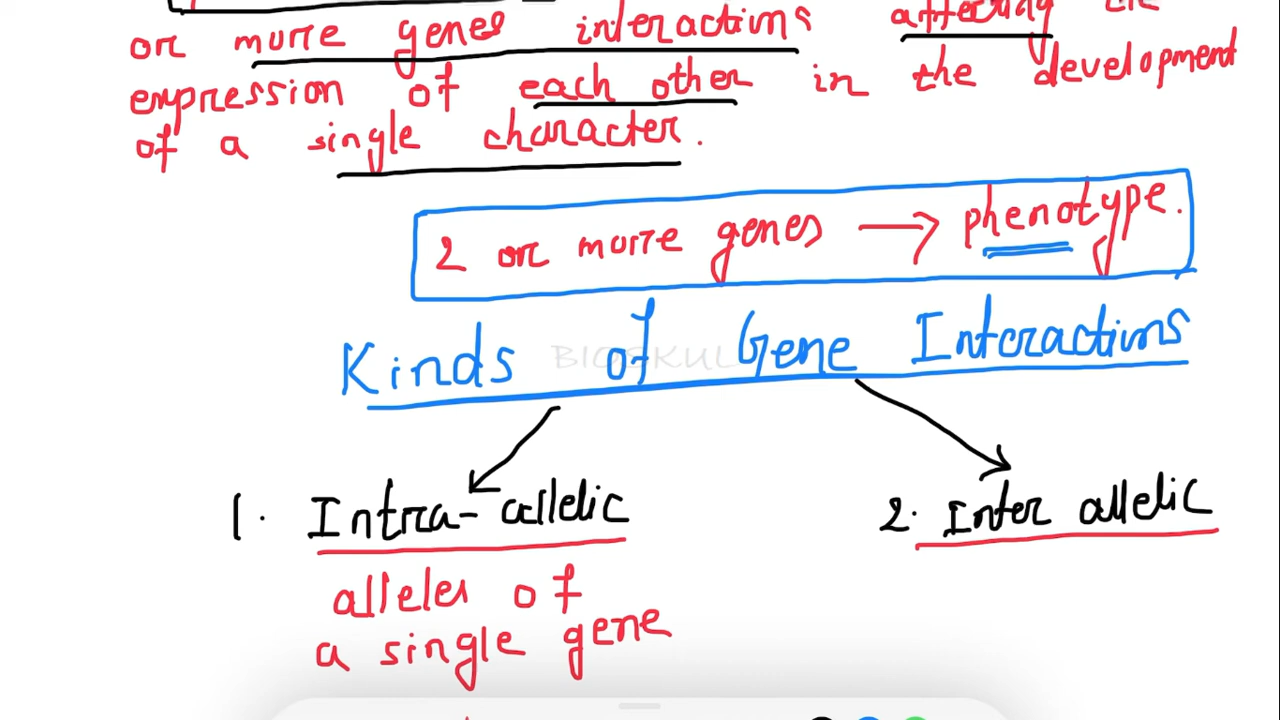 or more genes interactions affecting the
expression of each other in the development
of a single character.
2 or more genes → phenotype.
Kinds of Gene Interactions
BIOSKUL
1. Intra-allelic
2. Inter allelic
alleles of
a single gene